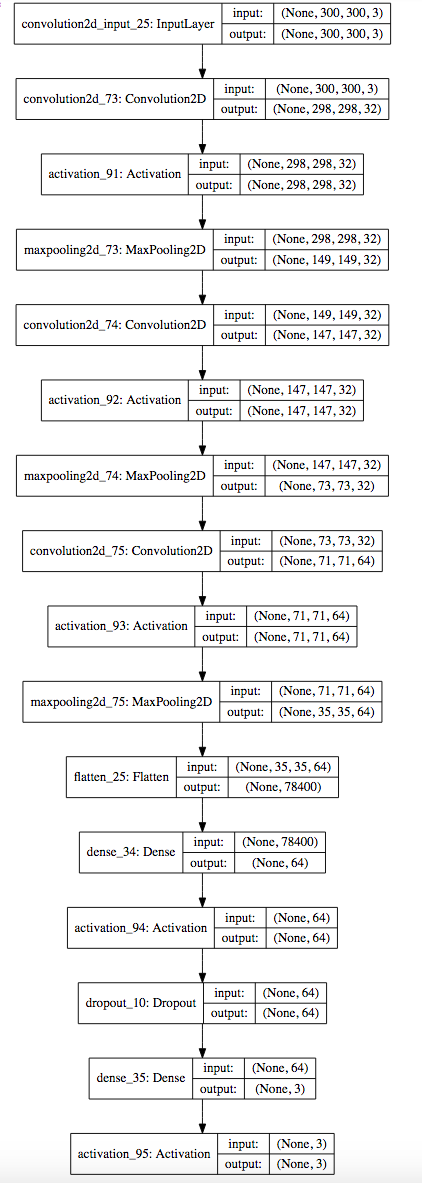 convolution2d_input_25: InputLayer
input: (None, 300, 300, 3)
output: (None, 300, 300, 3)
convolution2d_73: Convolution2D
input: (None, 300, 300, 3)
output: (None, 298, 298, 32)
activation_91: Activation
input: (None, 298, 298, 32)
output: (None, 298, 298, 32)
maxpooling2d_73: MaxPooling2D
input: (None, 298, 298, 32)
output: (None, 149, 149, 32)
convolution2d_74: Convolution2D
input: (None, 149, 149, 32)
output: (None, 147, 147, 32)
activation_92: Activation
input: (None, 147, 147, 32)
output: (None, 147, 147, 32)
maxpooling2d_74: MaxPooling2D
input: (None, 147, 147, 32)
output: (None, 73, 73, 32)
convolution2d_75: Convolution2D
input: (None, 73, 73, 32)
output: (None, 71, 71, 64)
activation_93: Activation
input: (None, 71, 71, 64)
output: (None, 71, 71, 64)
maxpooling2d_75: MaxPooling2D
input: (None, 71, 71, 64)
output: (None, 35, 35, 64)
flatten_25: Flatten
input: (None, 35, 35, 64)
output: (None, 78400)
dense_34: Dense
input: (None, 78400)
output: (None, 64)
activation_94: Activation
input: (None, 64)
output: (None, 64)
dropout_10: Dropout
input: (None, 64)
output: (None, 64)
dense_35: Dense
input: (None, 64)
output: (None, 3)
activation_95: Activation
input: (None, 3)
output: (None, 3)